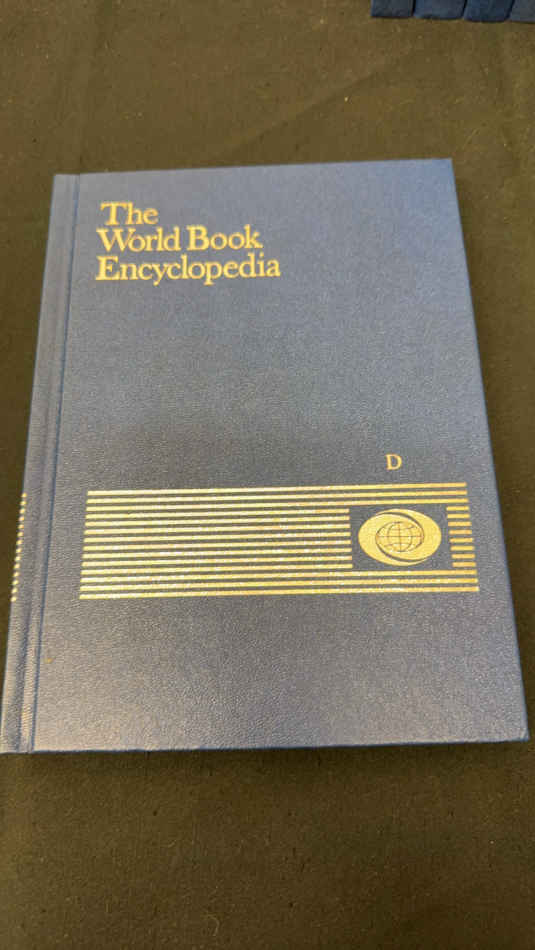 The
World Book
Encyclopedia
D